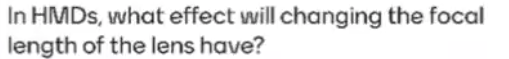 In HMDs, what effect will changing the focal
length of the lens have?